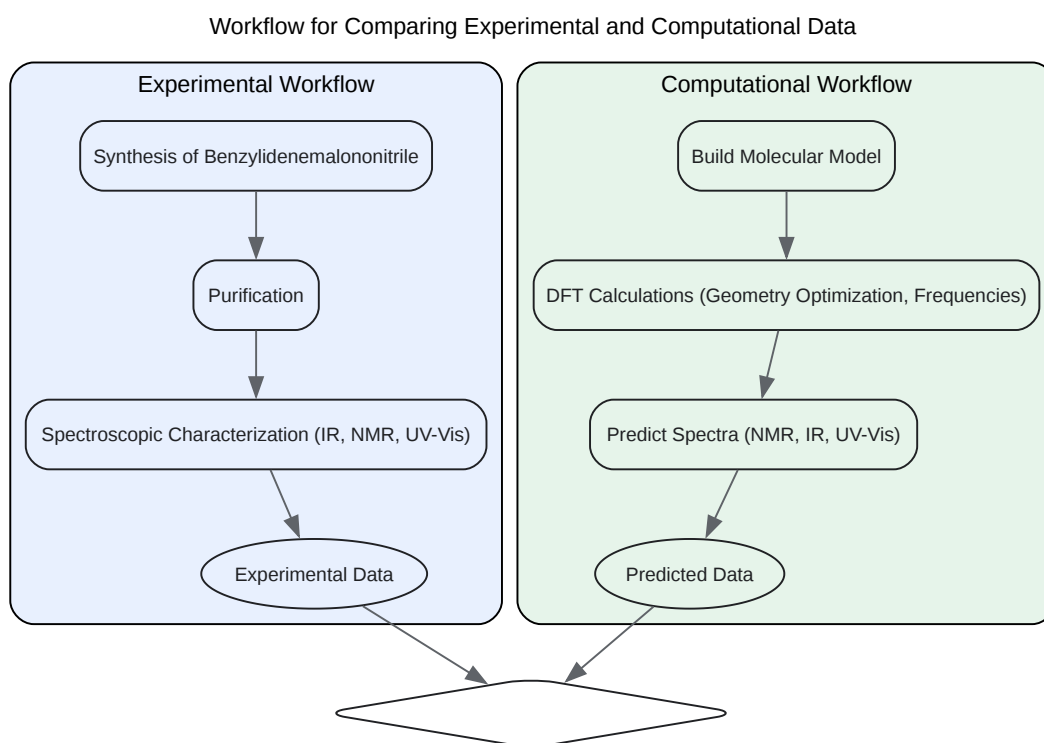 Workflow for Comparing Experimental and Computational Data
Experimental Workflow
Synthesis of Benzylidenemalononitrile
Purification
Spectroscopic Characterization (IR, NMR, UV-Vis)
Experimental Data
Computational Workflow
Build Molecular Model
DFT Calculations (Geometry Optimization, Frequencies)
Predict Spectra (NMR, IR, UV-Vis)
Predicted Data